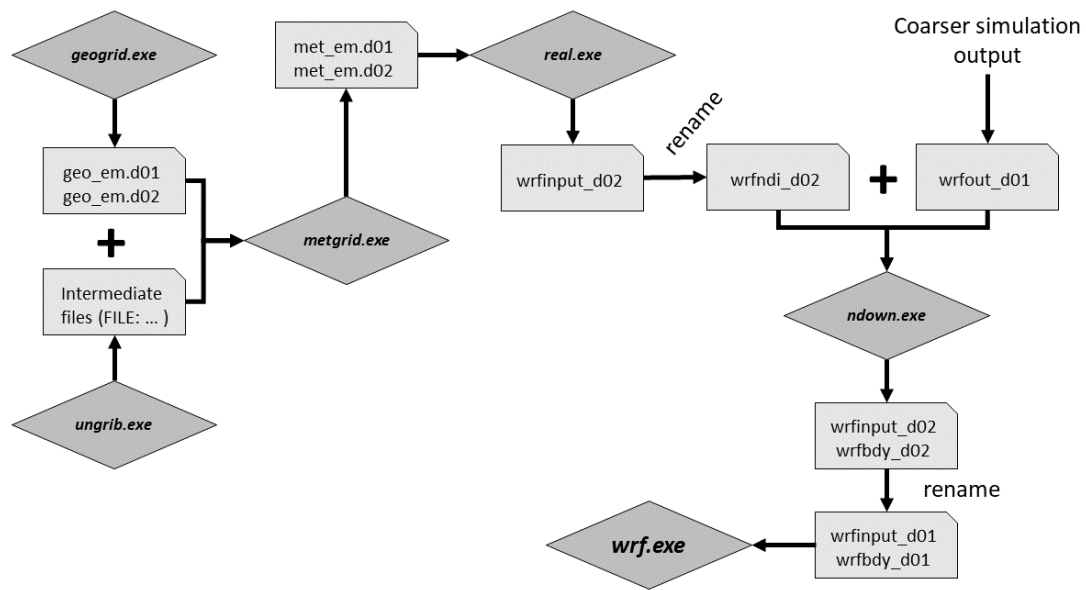 geogrid.exe
geo_em.d01
geo_em.d02
+
Intermediate
files (FILE: ... )
ungrib.exe
metgrid.exe
met_em.d01
met_em.d02
real.exe
wrfinput_d02
rename
wrfndi_d02
+
Coarser simulation
output
wrfout_d01
ndown.exe
wrfinput_d02
wrfbdy_d02
rename
wrfinput_d01
wrfbdy_d01
wrf.exe